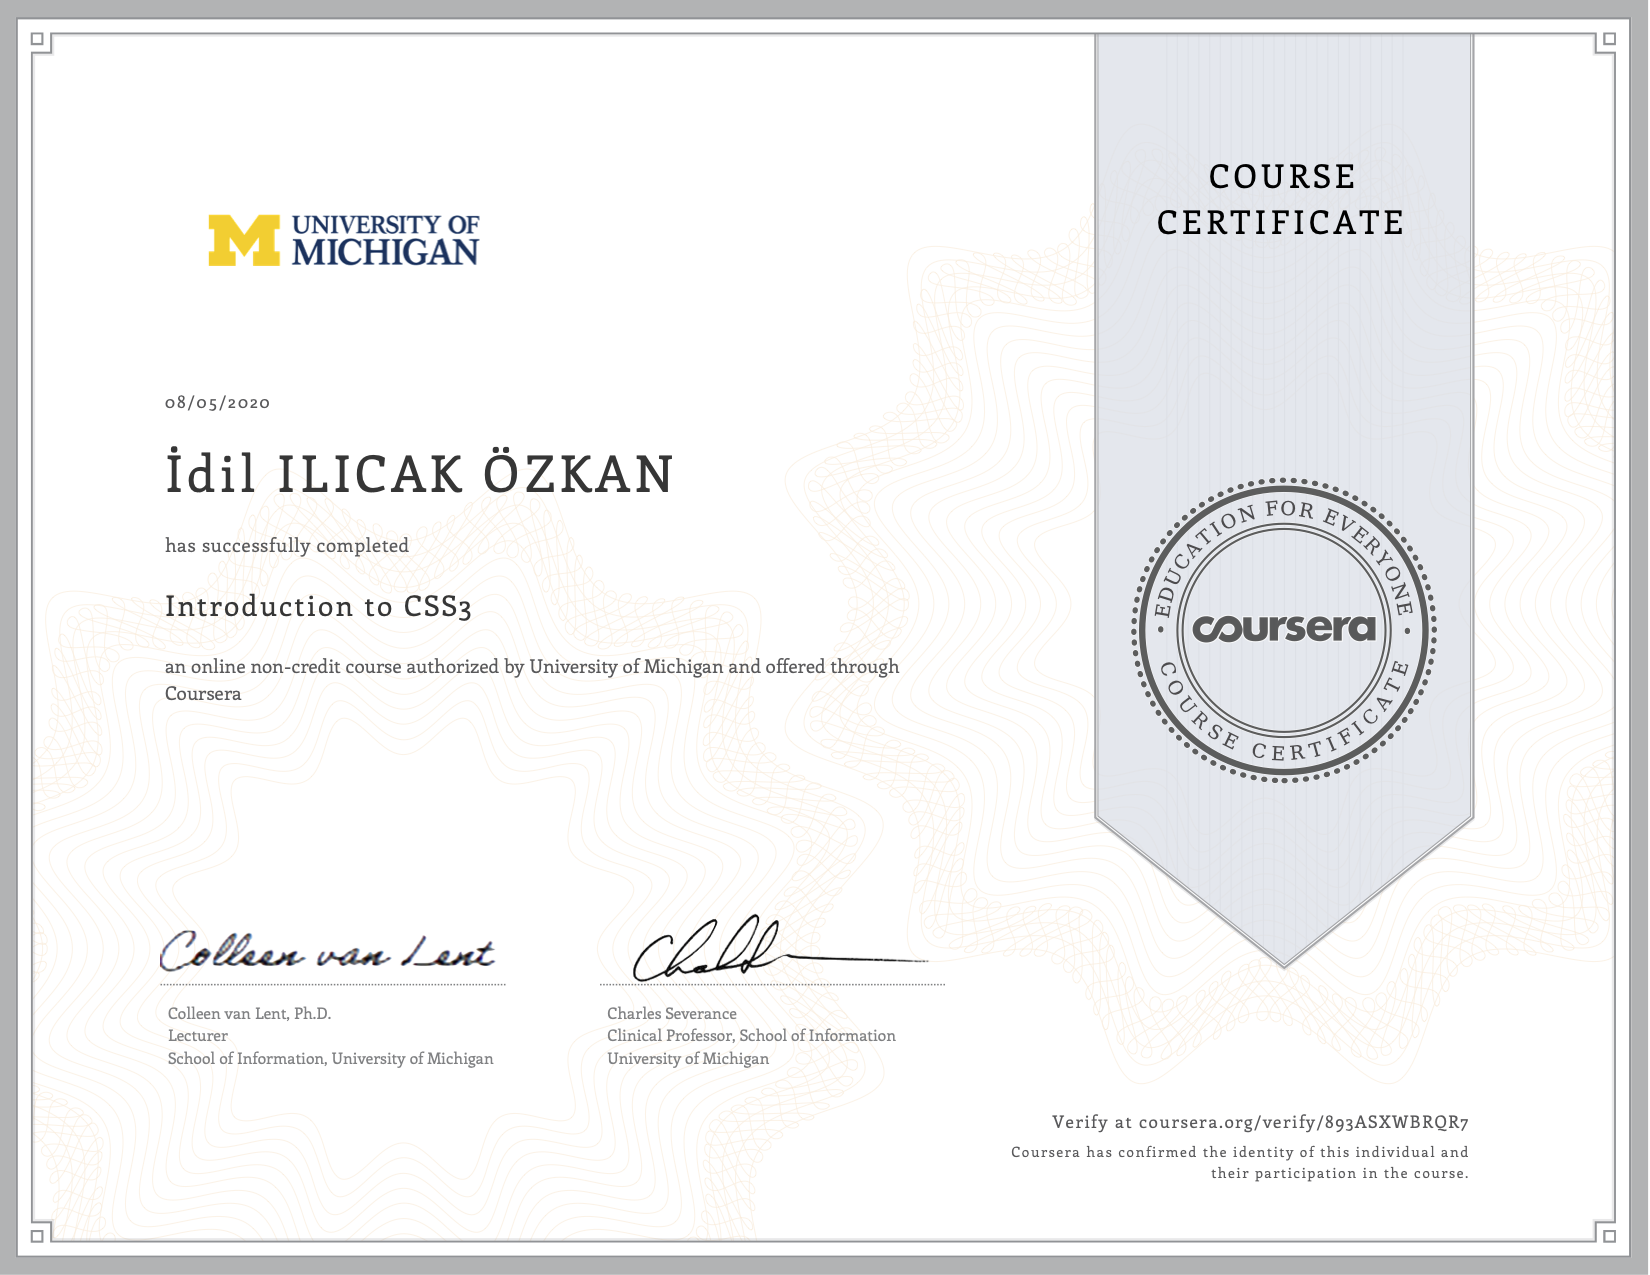 COURSE
CERTIFICATE
UNIVERSITY OF
MICHIGAN
08/05/2020
İdil ILICAK ÖZKAN
has successfully completed
Introduction to CSS3
an online non-credit course authorized by University of Michigan and offered through
Coursera
EDUCATION FOR EVERYONE
coursera
COURSE CERTIFICATE
Colleen van Lent
Colleen van Lent, Ph.D.
Lecturer
School of Information, University of Michigan
Charles Severance
Clinical Professor, School of Information
University of Michigan
Verify at coursera.org/verify/893ASXWBRQR7
Coursera has confirmed the identity of this individual and
their participation in the course.